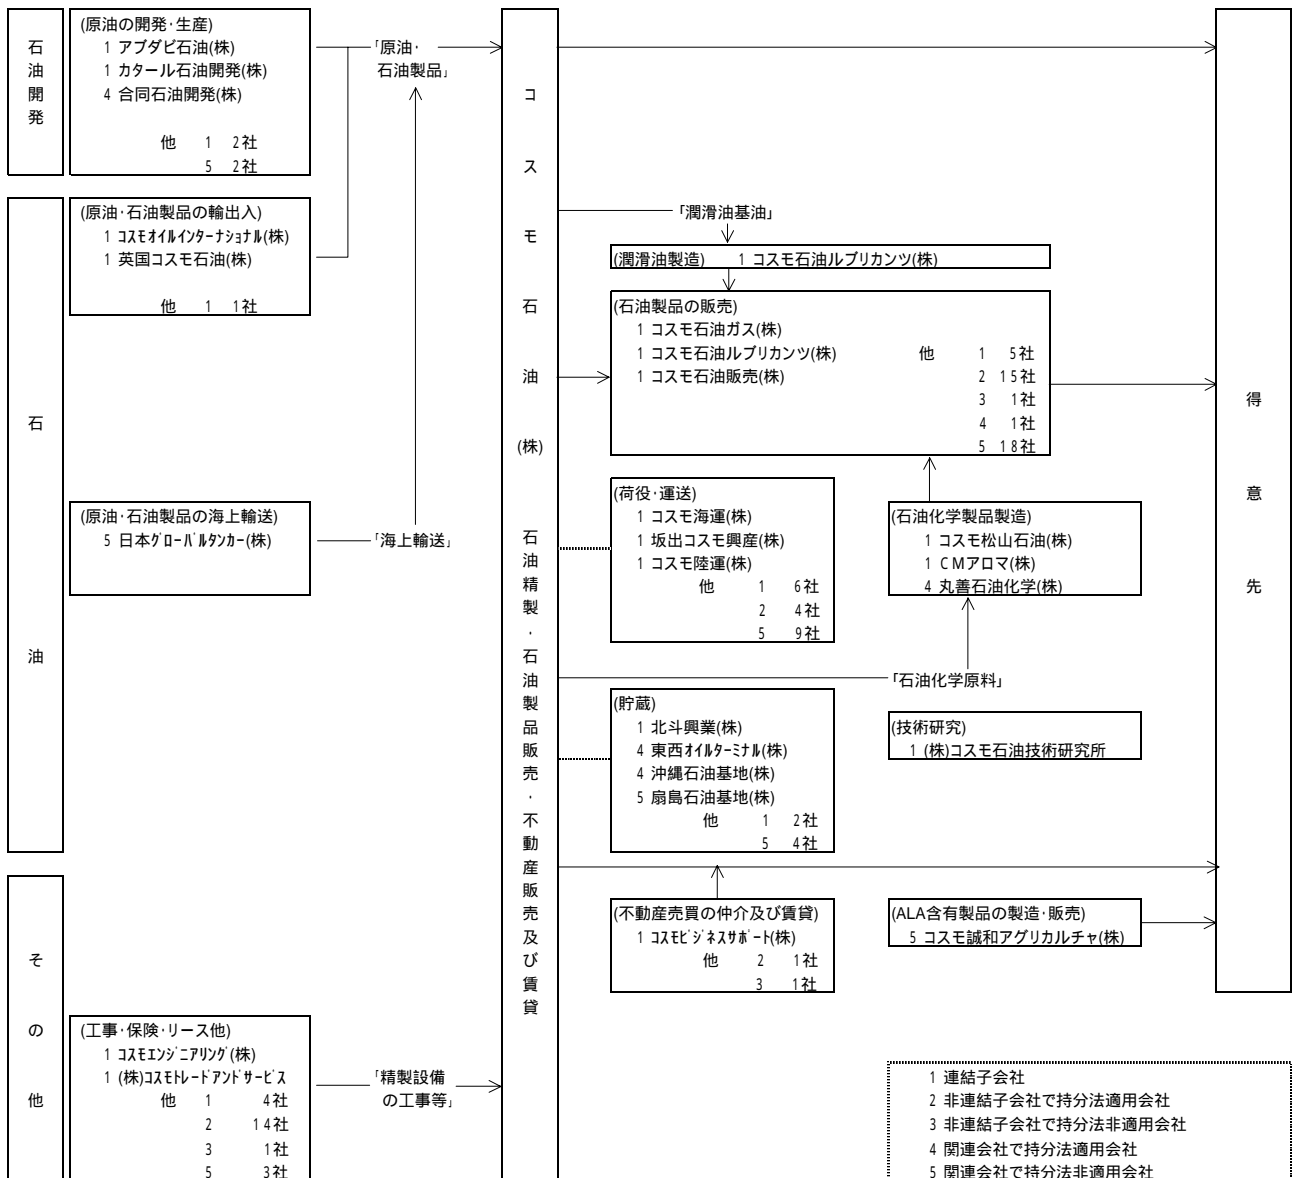 石油開発
(原油の開発・生産)
1 アブダビ石油(株)
1 カタール石油開発(株)
4 合同石油開発(株)
他 1 2社
5 2社
「原油・
石油製品」
石油
(原油・石油製品の輸出入)
1 ｺｽﾓｵｲﾙｲﾝﾀｰﾅｼｮﾅﾙ(株)
1 英国コスモ石油(株)
他 1 1社
(原油・石油製品の海上輸送)
5 日本ｸﾞﾛｰﾊﾞﾙﾀﾝｶｰ(株)
「海上輸送」
その他
(工事・保険・リース他)
1 ｺｽﾓｴﾝｼﾞﾆｱﾘﾝｸﾞ(株)
1 (株)ｺｽﾓﾄﾚｰﾄﾞｱﾝﾄﾞｻｰﾋﾞｽ
他 1 4社
2 14社
3 1社
5 3社
「精製設備
の工事等」
コスモ石油(株)
石油精製・石油製品販売・不動産販売及び賃貸
「潤滑油基油」
(潤滑油製造) 1 コスモ石油ルブリカンツ(株)
(石油製品の販売)
1 コスモ石油ガス(株)
1 コスモ石油ルブリカンツ(株) 他 1 5社
1 コスモ石油販売(株) 2 15社
3 1社
4 1社
5 18社
(荷役・運送)
1 コスモ海運(株)
1 坂出コスモ興産(株)
1 コスモ陸運(株)
他 1 6社
2 4社
5 9社
(石油化学製品製造)
1 コスモ松山石油(株)
1 CMアロマ(株)
4 丸善石油化学(株)
「石油化学原料」
(貯蔵)
1 北斗興業(株)
4 東西ｵｲﾙﾀｰﾐﾅﾙ(株)
4 沖縄石油基地(株)
5 扇島石油基地(株)
他 1 2社
5 4社
(技術研究)
1 (株)コスモ石油技術研究所
(不動産売買の仲介及び賃貸)
1 ｺｽﾓﾋﾞｼﾞﾈｽｻﾎﾟｰﾄ(株)
他 2 1社
3 1社
(ALA含有製品の製造・販売)
5 コスモ誠和アグリカルチャ(株)
得意先
1 連結子会社
2 非連結子会社で持分法適用会社
3 非連結子会社で持分法非適用会社
4 関連会社で持分法適用会社
5 関連会社で持分法非適用会社